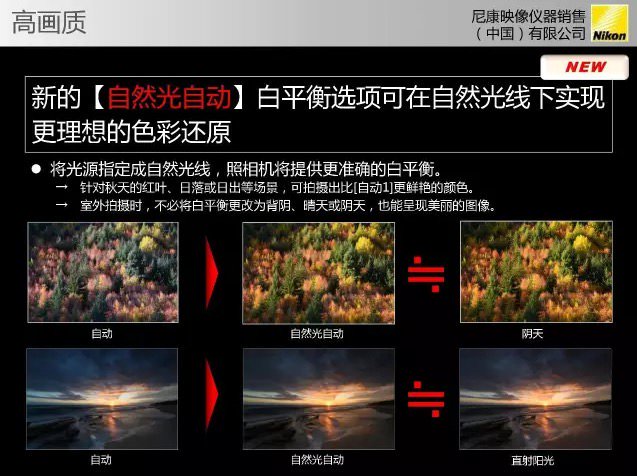 高画质
尼康映像仪器销售
（中国）有限公司
Nikon
NEW
新的【自然光自动】白平衡选项可在自然光线下实现
更理想的色彩还原
● 将光源指定成自然光线，照相机将提供更准确的白平衡。
→ 针对秋天的红叶、日落或日出等场景，可拍摄出比[自动1]更鲜艳的颜色。
→ 室外拍摄时，不必将白平衡更改为背阴、晴天或阴天，也能呈现美丽的图像。
自动 自然光自动 阴天
自动 自然光自动 直射阳光